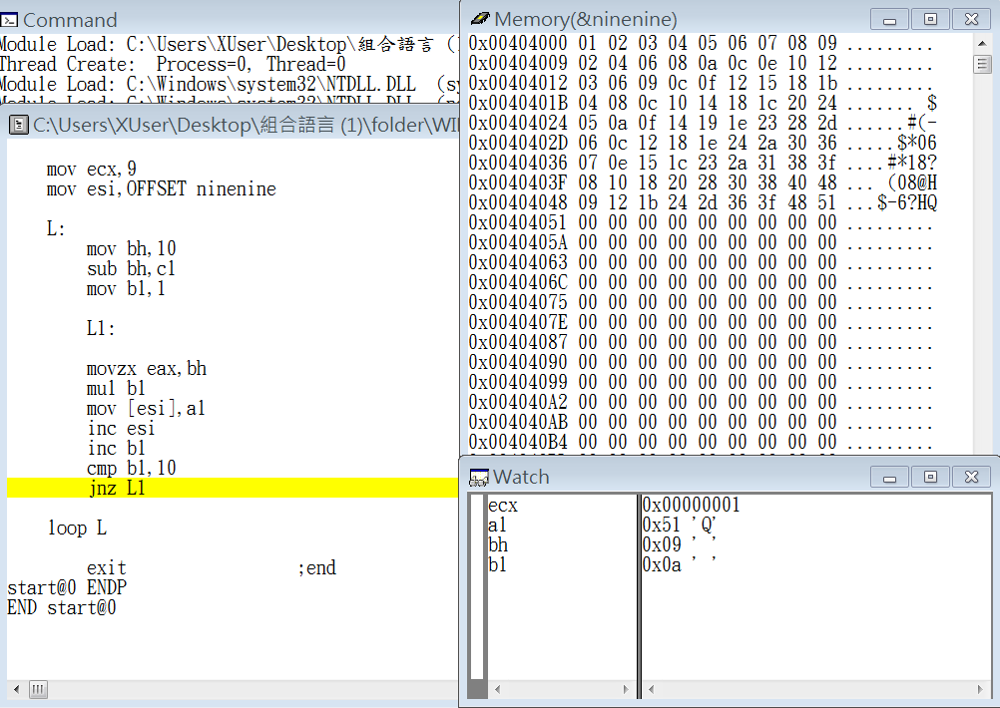 Command
Module Load: C:\Users\XUser\Desktop\組合語言 (
Thread Create: Process=0, Thread=0
Module Load: C:\Windows\system32\NTDLL.DLL (sy
C:\Users\XUser\Desktop\組合語言 (1)\folder\WI
mov ecx,9
mov esi,OFFSET ninenine
L:
mov bh,10
sub bh,cl
mov bl,1
L1:
movzx eax,bh
mul bl
mov [esi],al
inc esi
inc bl
cmp bl,10
jnz L1
loop L
exit ;end
start@0 ENDP
END start@0
Memory(&ninenine)
0x00404000 01 02 03 04 05 06 07 08 09 .........
0x00404009 02 04 06 08 0a 0c 0e 10 12 .........
0x00404012 03 06 09 0c 0f 12 15 18 1b .........
0x0040401B 04 08 0c 10 14 18 1c 20 24 ....... $
0x00404024 05 0a 0f 14 19 1e 23 28 2d ......#(-
0x0040402D 06 0c 12 18 1e 24 2a 30 36 .....$*06
0x00404036 07 0e 15 1c 23 2a 31 38 3f ....#*18?
0x0040403F 08 10 18 20 28 30 38 40 48 ... (08@H
0x00404048 09 12 1b 24 2d 36 3f 48 51 ...$-6?HQ
0x00404051 00 00 00 00 00 00 00 00 00 .........
0x0040405A 00 00 00 00 00 00 00 00 00 .........
0x00404063 00 00 00 00 00 00 00 00 00 .........
0x0040406C 00 00 00 00 00 00 00 00 00 .........
0x00404075 00 00 00 00 00 00 00 00 00 .........
0x0040407E 00 00 00 00 00 00 00 00 00 .........
0x00404087 00 00 00 00 00 00 00 00 00 .........
0x00404090 00 00 00 00 00 00 00 00 00 .........
0x00404099 00 00 00 00 00 00 00 00 00 .........
0x004040A2 00 00 00 00 00 00 00 00 00 .........
0x004040AB 00 00 00 00 00 00 00 00 00 .........
0x004040B4 00 00 00 00 00 00 00 00 00 .........
Watch
ecx 0x00000001
al 0x51 'Q'
bh 0x09 ' '
bl 0x0a ' '